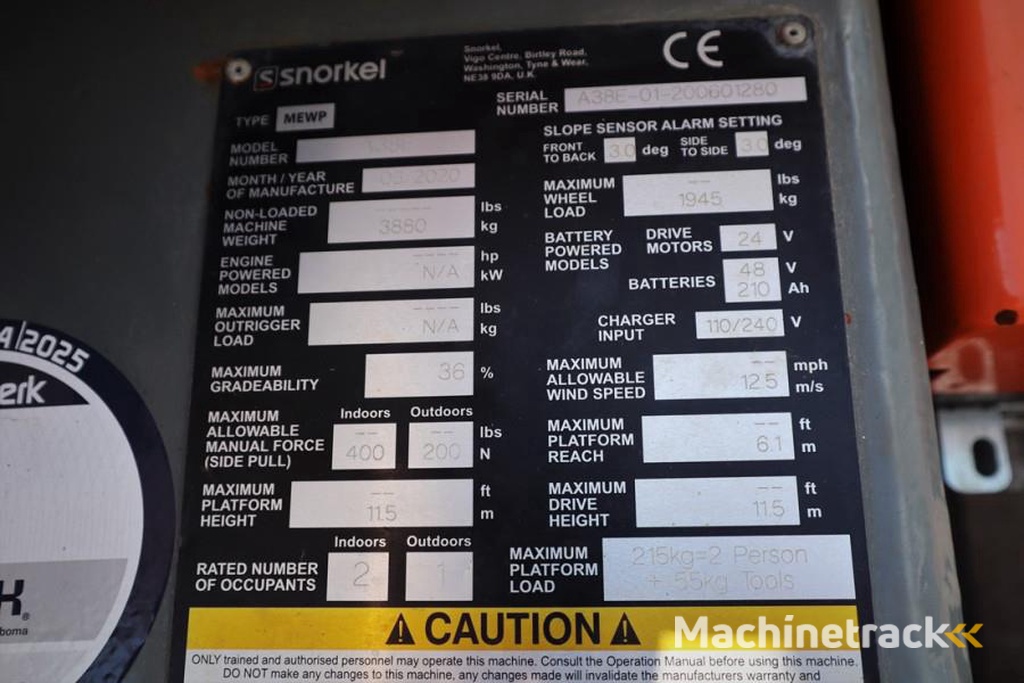 snorkel
Snorkel,
Vigo Centre, Birtley Road,
Washington, Tyne & Wear,
NE38 9DA, U.K.
CE
TYPE MEWP
SERIAL NUMBER A38E-01-200601280
MODEL NUMBER A38E
MONTH / YEAR OF MANUFACTURE 06-2020
NON-LOADED MACHINE WEIGHT ----- lbs
3880 kg
ENGINE POWERED MODELS ---- hp
N/A kW
MAXIMUM OUTRIGGER LOAD ---- lbs
N/A kg
MAXIMUM GRADEABILITY 36 %
Indoors Outdoors
MAXIMUM ALLOWABLE MANUAL FORCE (SIDE PULL) -- -- lbs
400 200 N
MAXIMUM PLATFORM HEIGHT -- ft
11.5 m
Indoors Outdoors
RATED NUMBER OF OCCUPANTS 2 1
SLOPE SENSOR ALARM SETTING
FRONT TO BACK 3.0 deg SIDE TO SIDE 3.0 deg
MAXIMUM WHEEL LOAD --- lbs
1945 kg
BATTERY POWERED MODELS DRIVE MOTORS 24 V
BATTERIES 48 V
210 Ah
CHARGER INPUT 110/240 V
MAXIMUM ALLOWABLE WIND SPEED -- mph
12.5 m/s
MAXIMUM PLATFORM REACH -- ft
6.1 m
MAXIMUM DRIVE HEIGHT -- ft
11.5 m
MAXIMUM PLATFORM LOAD 215kg=2 Person
+ 55kg Tools
CAUTION
ONLY trained and authorised personnel may operate this machine. Consult the Operation Manual before using this machine.
DO NOT make any changes to this machine, any changes made will invalidate the manufacturers warranty and
/2025
erk
®
boma
Machinetrack